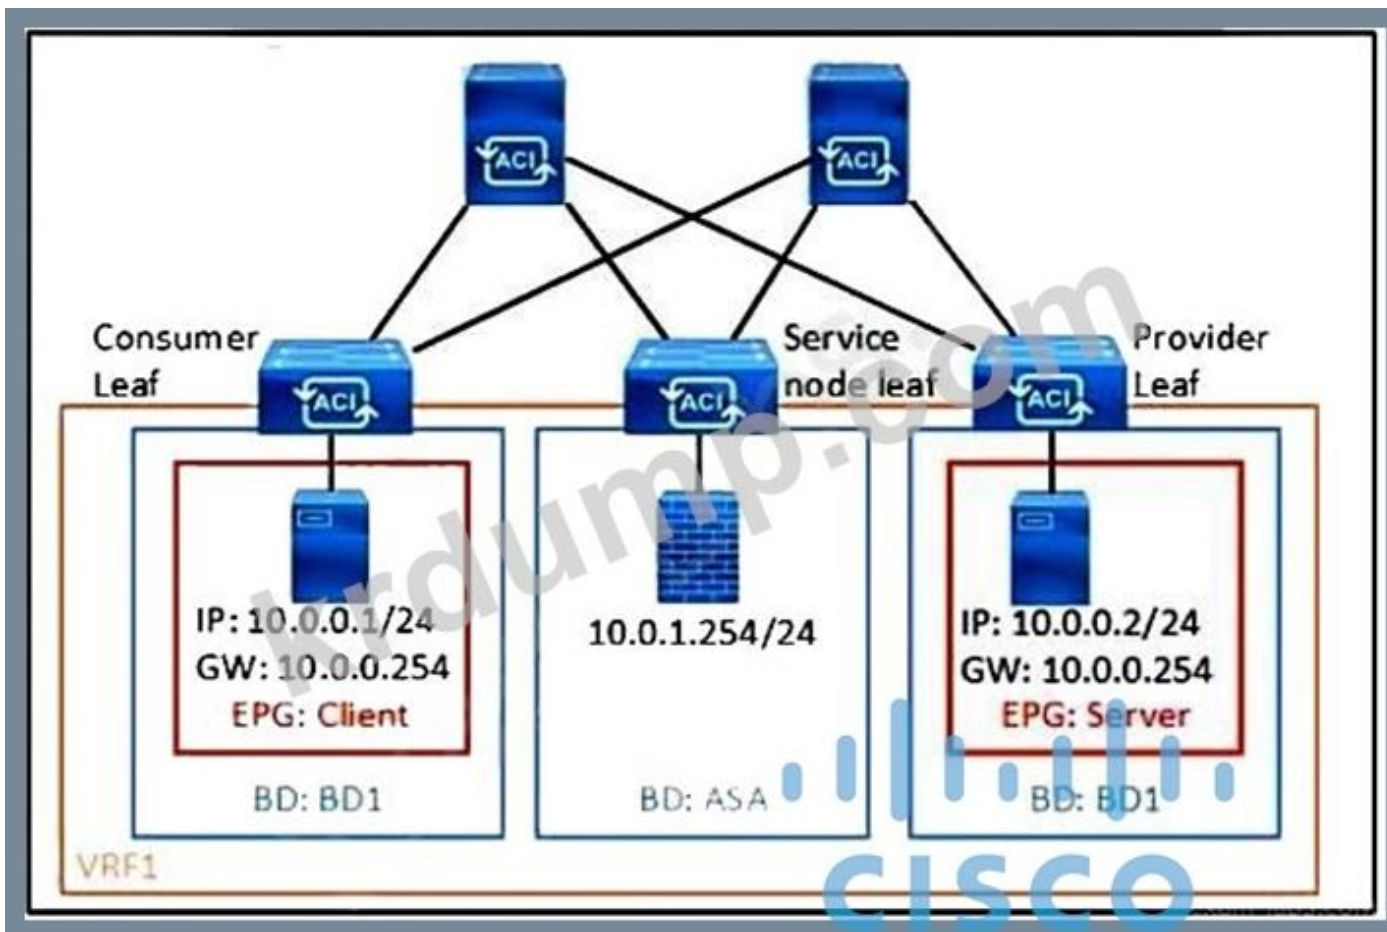 ACI
ACI
Consumer
Leaf
Service
node leaf
Provider
Leaf
ACI
ACI
ACI
IP: 10.0.0.1/24
GW: 10.0.0.254
EPG: Client
BD: BD1
10.0.1.254/24
BD: ASA
IP: 10.0.0.2/24
GW: 10.0.0.254
EPG: Server
BD: BD1
VRF1
krdump.com
CISCO